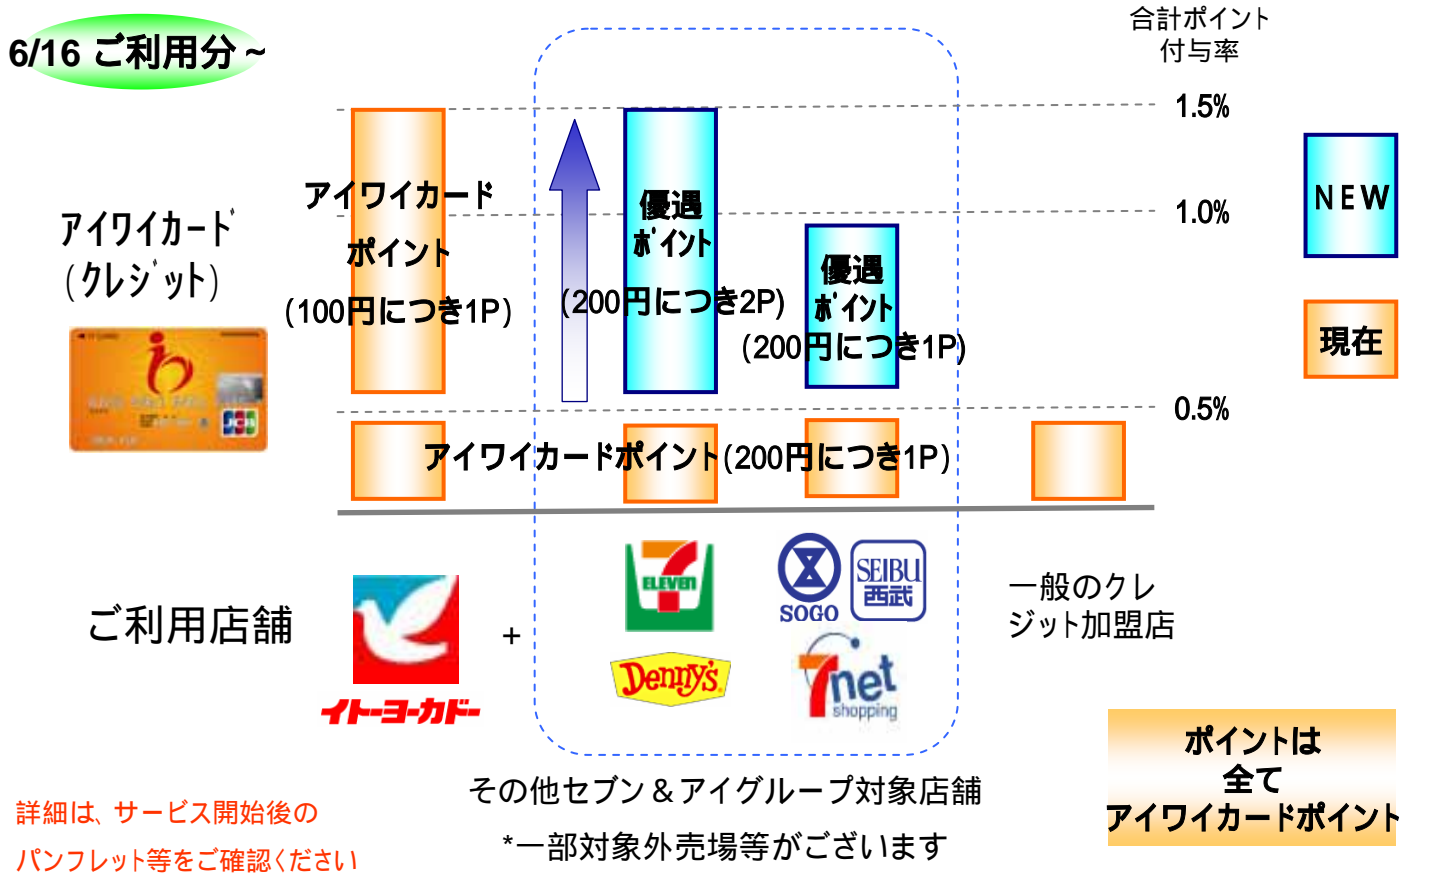 6/16 ご利用分～
合計ポイント
付与率
1.5%
1.0%
0.5%
NEW
現在
アイワイカード
(クレジット)
JCB
アイワイカード
ポイント
(100円につき1P)
優遇
ポイント
(200円につき2P)
優遇
ポイント
(200円につき1P)
アイワイカードポイント(200円につき1P)
ご利用店舗
イトーヨーカドー
+
7
ELEVEN
Denny's
SOGO
SEIBU
西武
7net
shopping
一般のクレ
ジット加盟店
その他セブン＆アイグループ対象店舗
*一部対象外売場等がございます
ポイントは
全て
アイワイカードポイント
詳細は、サービス開始後の
パンフレット等をご確認ください